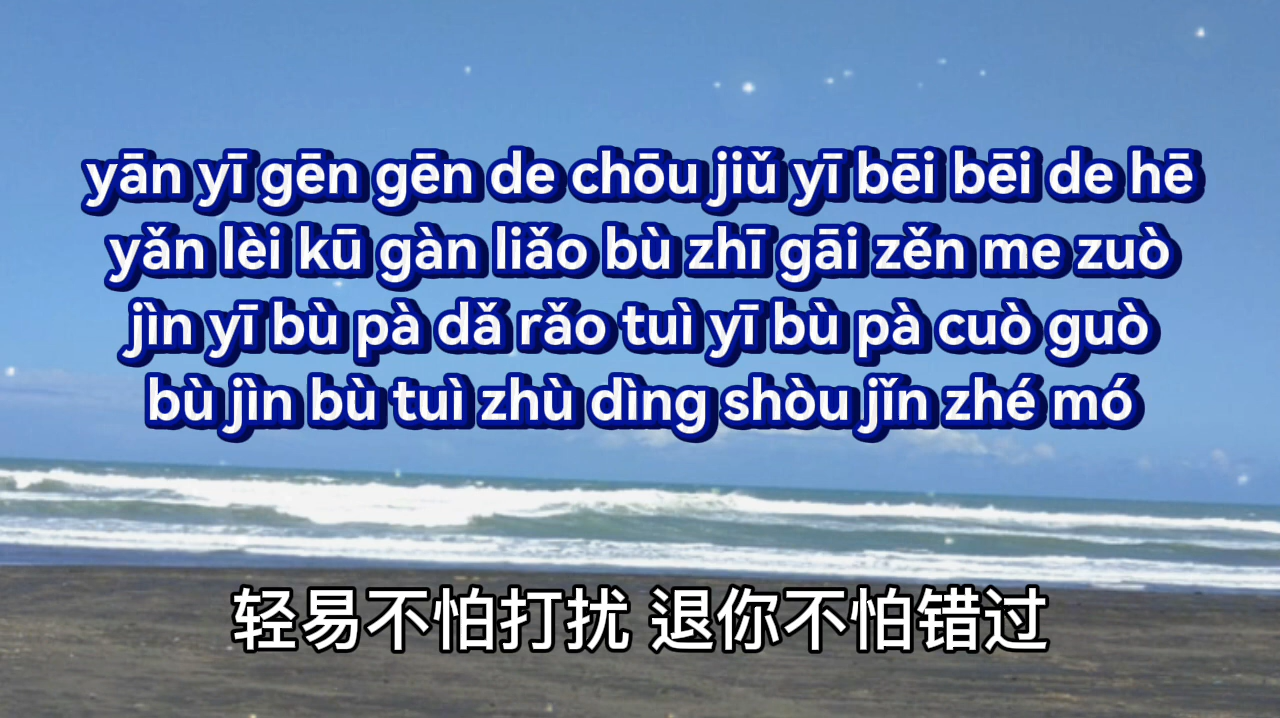 yān yī gēn gēn de chōu jiǔ yī bēi bēi de hē
yǎn lèi kū gàn liǎo bù zhī gāi zěn me zuò
jìn yī bù pà dǎ rǎo tuì yī bù pà cuò guò
bù jìn bù tuì zhù dìng shòu jǐn zhé mó
轻易不怕打扰 退你不怕错过